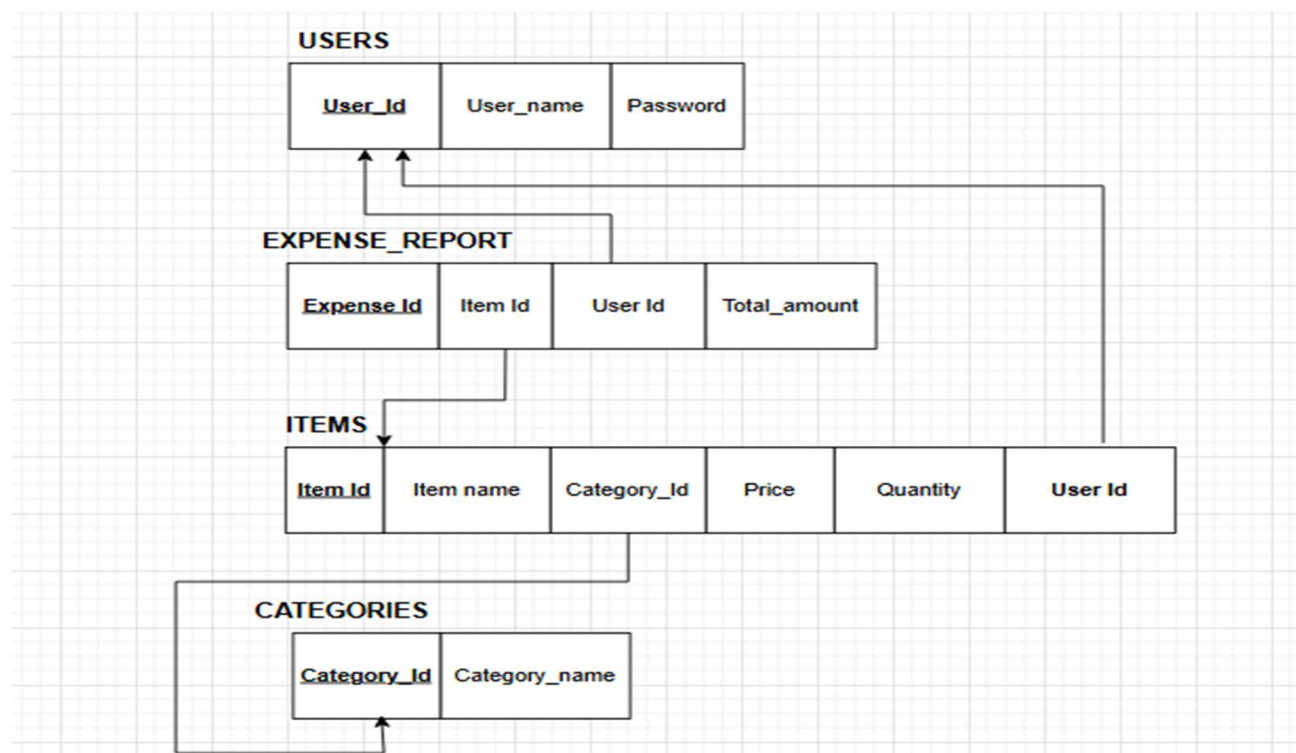 USERS
User_Id User_name Password
EXPENSE_REPORT
Expense Id Item Id User Id Total_amount
ITEMS
Item Id Item name Category_Id Price Quantity User Id
CATEGORIES
Category_Id Category_name